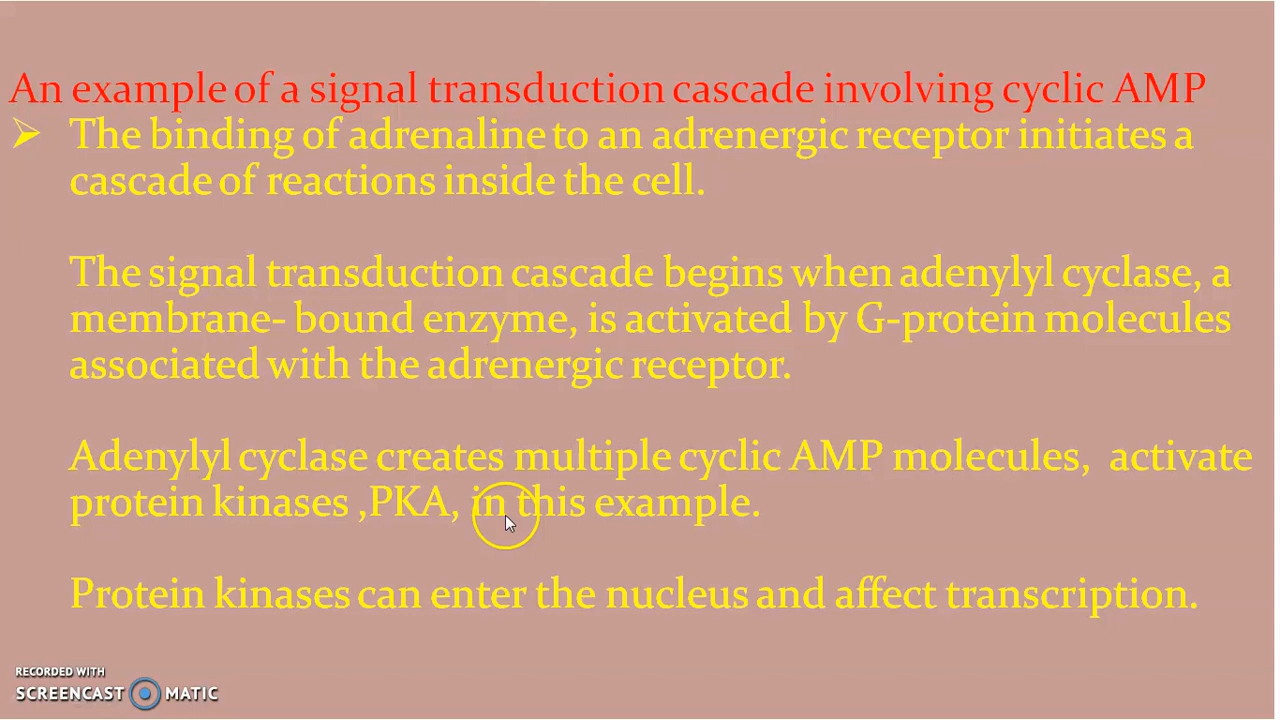 An example of a signal transduction cascade involving cyclic AMP
➢ The binding of adrenaline to an adrenergic receptor initiates a
cascade of reactions inside the cell.
The signal transduction cascade begins when adenylyl cyclase, a
membrane- bound enzyme, is activated by G-protein molecules
associated with the adrenergic receptor.
Adenylyl cyclase creates multiple cyclic AMP molecules,  activate
protein kinases ,PKA, in this example.
Protein kinases can enter the nucleus and affect transcription.
RECORDED WITH
SCREENCAST MATIC